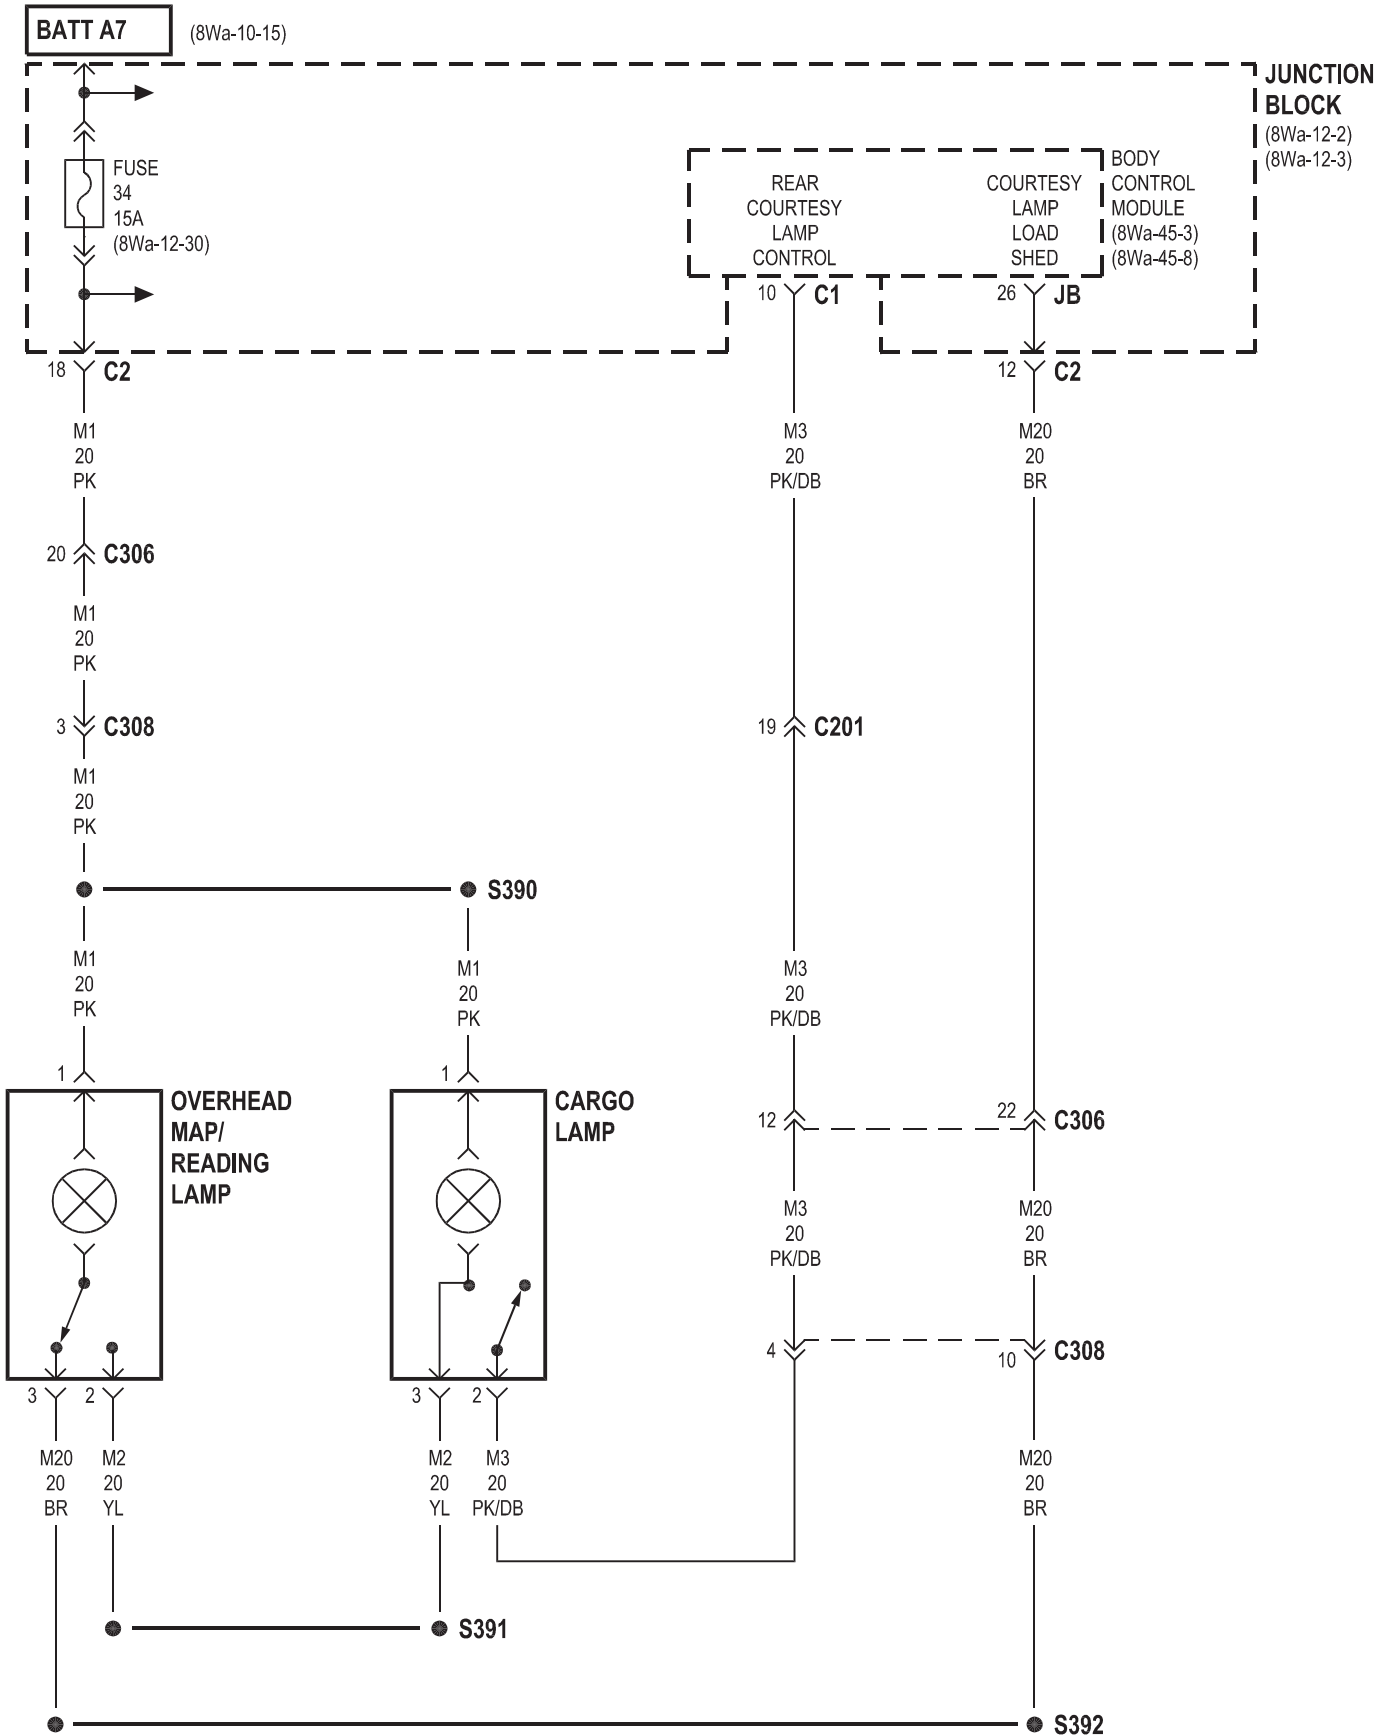 BATT A7
(8Wa-10-15)
JUNCTION
BLOCK
(8Wa-12-2)
(8Wa-12-3)
FUSE
34
15A
(8Wa-12-30)
REAR
COURTESY
LAMP
CONTROL
COURTESY
LAMP
LOAD
SHED
BODY
CONTROL
MODULE
(8Wa-45-3)
(8Wa-45-8)
10 C1
26 JB
18 C2
12 C2
M1
20
PK
M3
20
PK/DB
M20
20
BR
20 C306
M1
20
PK
3 C308
19 C201
M1
20
PK
S390
M1
20
PK
M1
20
PK
M3
20
PK/DB
1
1
OVERHEAD
MAP/
READING
LAMP
CARGO
LAMP
12
22 C306
M3
20
PK/DB
M20
20
BR
4
10 C308
3
2
3
2
M20
20
BR
M2
20
YL
M2
20
YL
M3
20
PK/DB
M20
20
BR
S391
S392